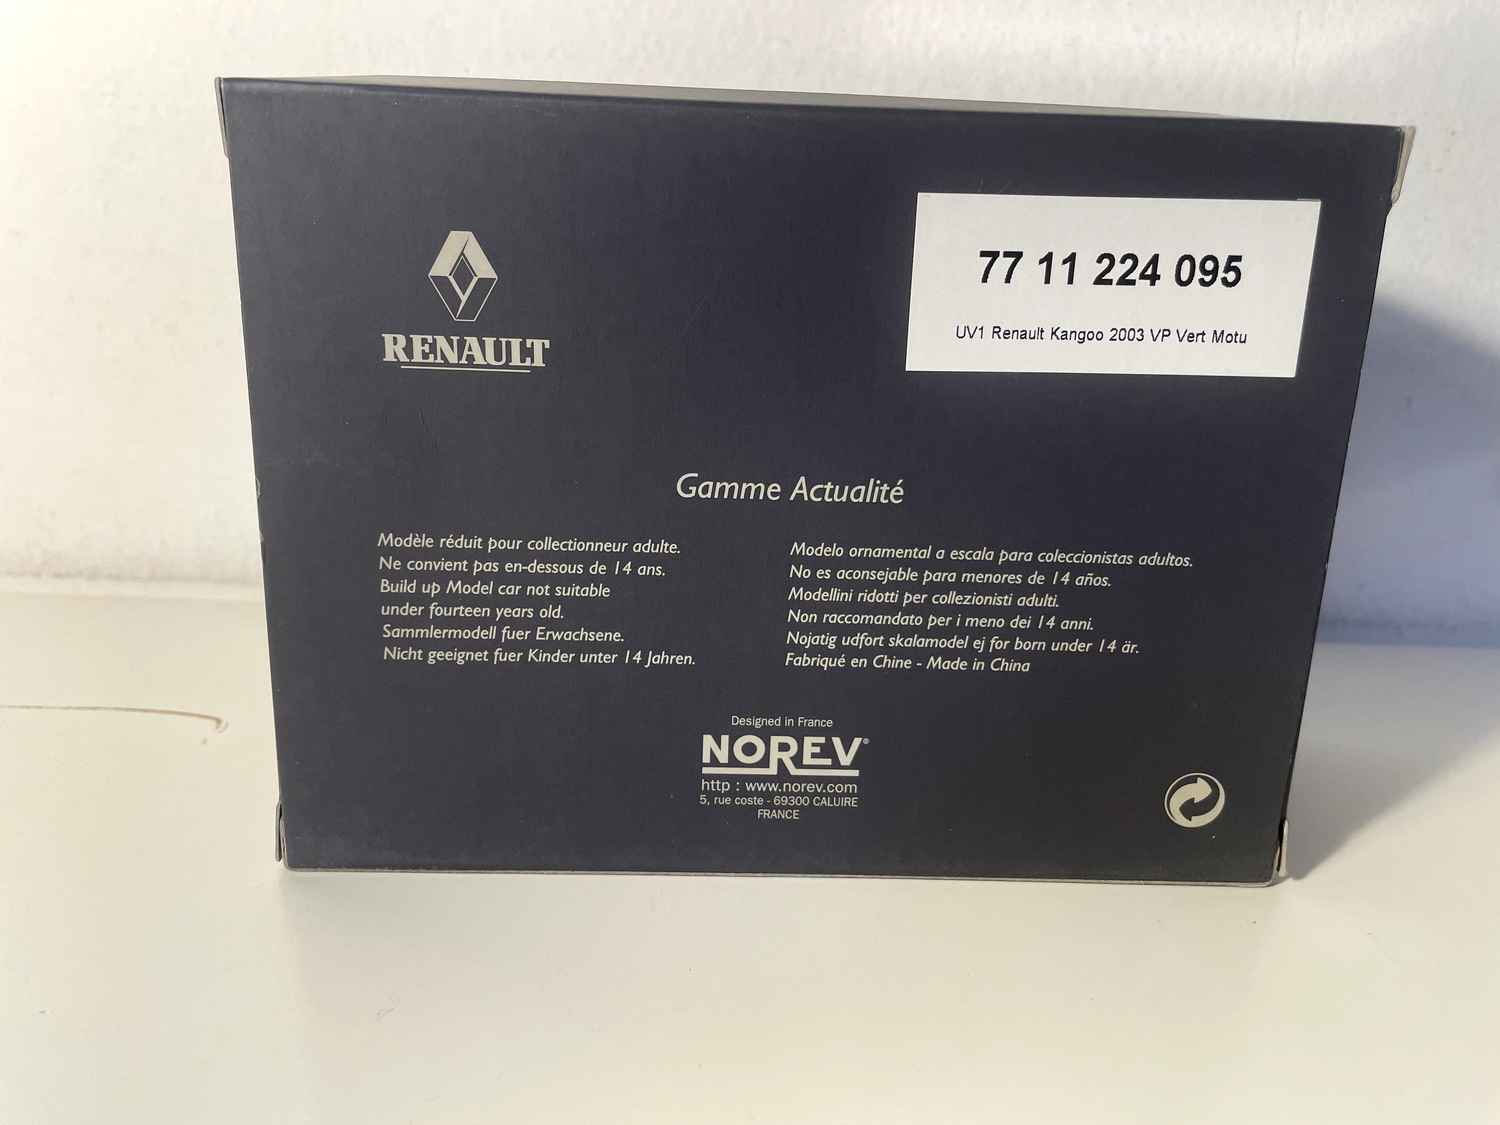 RENAULT
77 11 224 095
UV1 Renault Kangoo 2003 VP Vert Motu
Gamme Actualité
Modèle réduit pour collectionneur adulte.
Ne convient pas en-dessous de 14 ans.
Build up Model car not suitable
under fourteen years old.
Sammlermodell fuer Erwachsene.
Nicht geeignet fuer Kinder unter 14 Jahren.
Modelo ornamental a escala para coleccionistas adultos.
No es aconsejable para menores de 14 años.
Modellini ridotti per collezionisti adulti.
Non raccomandato per i meno dei 14 anni.
Nojatig udfort skalamodel ej for born under 14 är.
Fabriqué en Chine - Made in China
Designed in France
NOREV®
http : www.norev.com
5, rue coste - 69300 CALUIRE
FRANCE